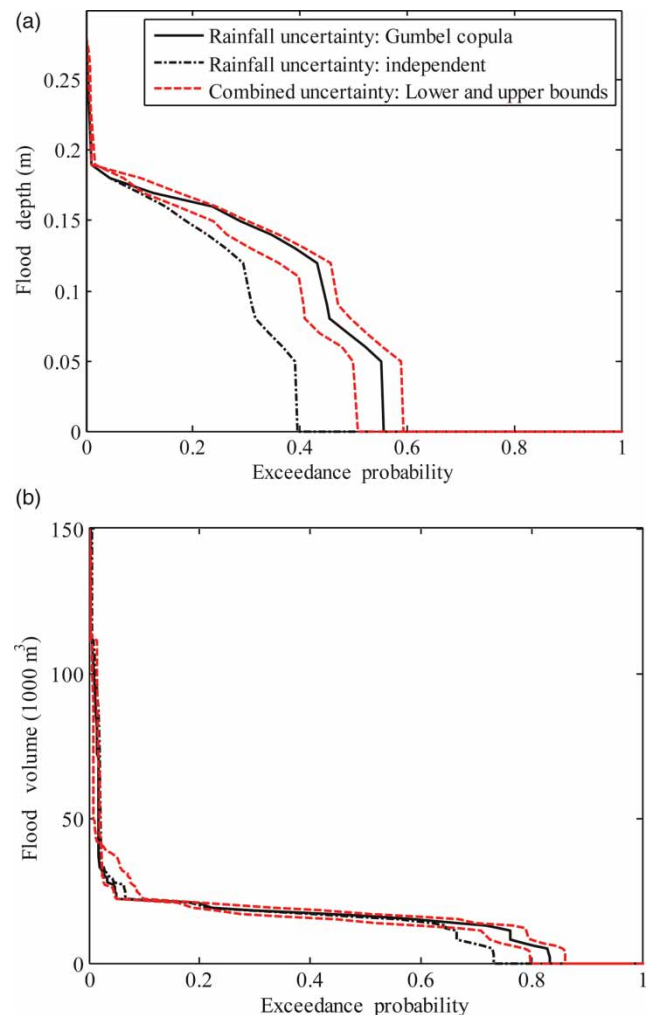 (a)
Rainfall uncertainty: Gumbel copula
Rainfall uncertainty: independent
Combined uncertainty: Lower and upper bounds
0.25
0.2
0.15
0.1
0.05
0
Flood depth (m)
0 0.2 0.4 0.6 0.8 1
Exceedance probability
(b)
150
100
50
0
Flood volume (1000 m³)
0 0.2 0.4 0.6 0.8 1
Exceedance probability